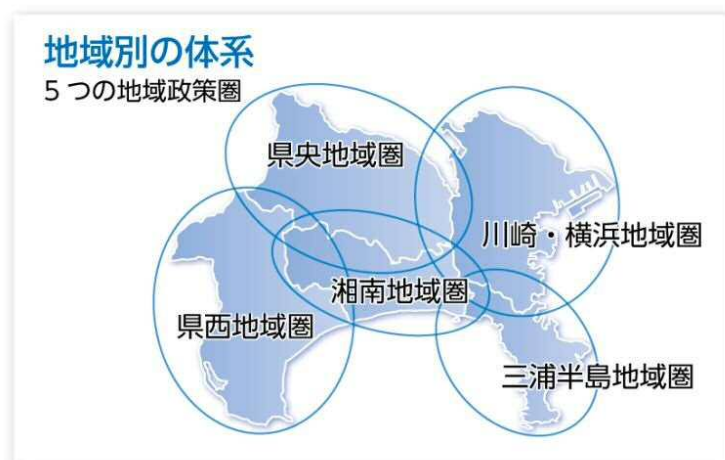 地域別の体系
5つの地域政策圏
県央地域圏
川崎・横浜地域圏
湘南地域圏
県西地域圏
三浦半島地域圏